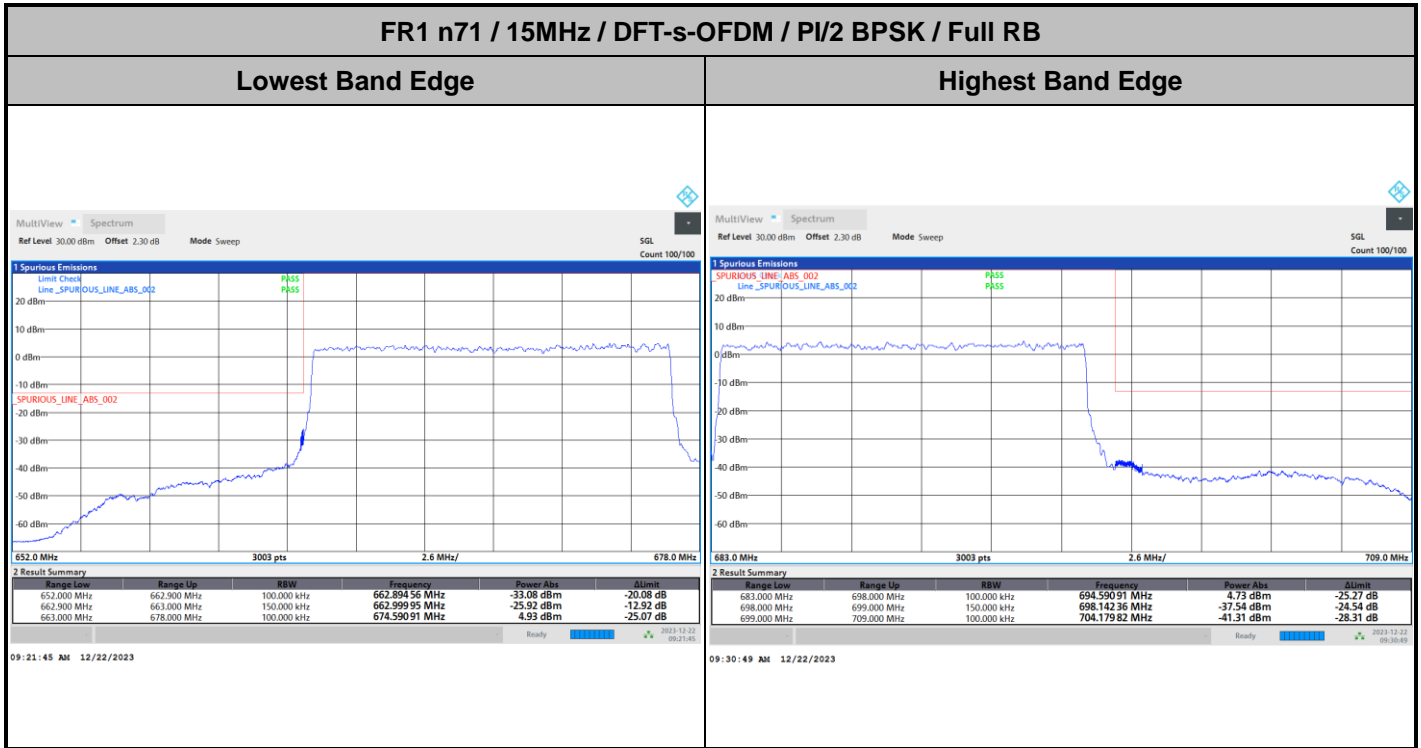 FR1 n71 / 15MHz / DFT-s-OFDM / PI/2 BPSK / Full RB
Lowest Band Edge
Highest Band Edge
MultiView Spectrum
Ref Level 30.00 dBm Offset 2.30 dB Mode Sweep SGL
Count 100/100
1 Spurious Emissions
Limit Check PASS
Line _SPURIOUS_LINE_ABS_002 PASS
20 dBm
10 dBm
0 dBm
-10 dBm
_SPURIOUS_LINE_ABS_002
-20 dBm
-30 dBm
-40 dBm
-50 dBm
-60 dBm
652.0 MHz 3003 pts 2.6 MHz/ 678.0 MHz
2 Result Summary
Range Low Range Up RBW Frequency Power Abs ΔLimit
652.000 MHz 662.900 MHz 100.000 kHz 662.894 56 MHz -33.08 dBm -20.08 dB
662.900 MHz 663.000 MHz 150.000 kHz 662.999 95 MHz -25.92 dBm -12.92 dB
663.000 MHz 678.000 MHz 100.000 kHz 674.590 91 MHz 4.93 dBm -25.07 dB
Ready 2023-12-22
09:21:45
09:21:45 AM 12/22/2023
MultiView Spectrum
Ref Level 30.00 dBm Offset 2.30 dB Mode Sweep SGL
Count 100/100
1 Spurious Emissions
_SPURIOUS_LINE_ABS_002 PASS
Line _SPURIOUS_LINE_ABS_002 PASS
20 dBm
10 dBm
0 dBm
-10 dBm
-20 dBm
-30 dBm
-40 dBm
-50 dBm
-60 dBm
683.0 MHz 3003 pts 2.6 MHz/ 709.0 MHz
2 Result Summary
Range Low Range Up RBW Frequency Power Abs ΔLimit
683.000 MHz 698.000 MHz 100.000 kHz 694.590 91 MHz 4.73 dBm -25.27 dB
698.000 MHz 699.000 MHz 150.000 kHz 698.142 36 MHz -37.54 dBm -24.54 dB
699.000 MHz 709.000 MHz 100.000 kHz 704.179 82 MHz -41.31 dBm -28.31 dB
Ready 2023-12-22
09:30:49
09:30:49 AM 12/22/2023